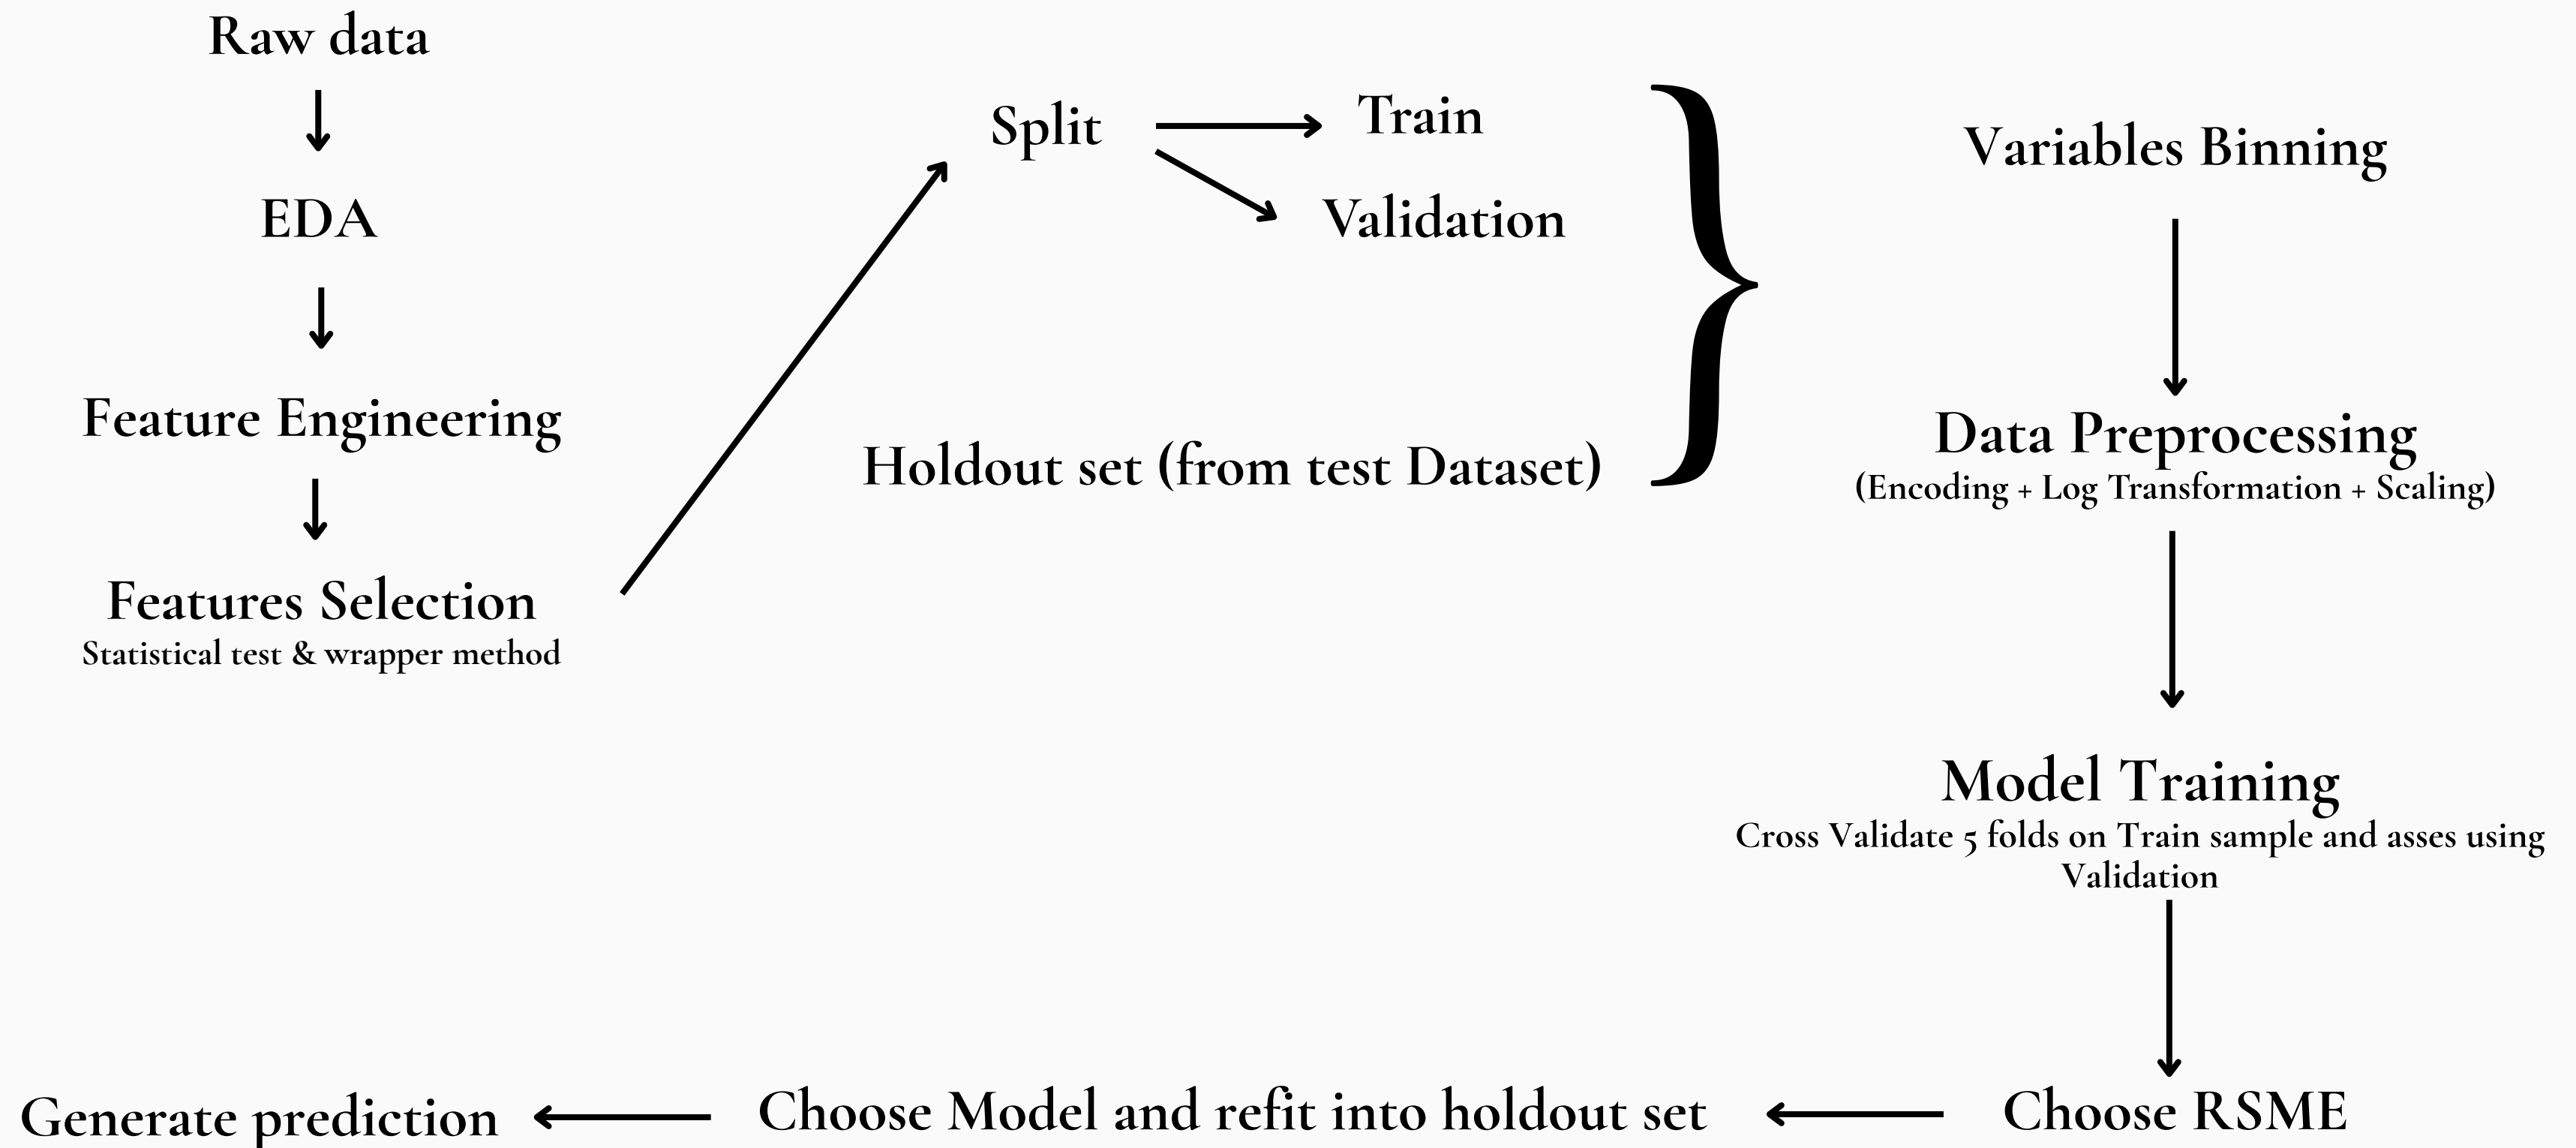 Raw data
EDA
Feature Engineering
Features Selection
Statistical test & wrapper method
Split
Train
Validation
Holdout set (from test Dataset)
Variables Binning
Data Preprocessing
(Encoding + Log Transformation + Scaling)
Model Training
Cross Validate 5 folds on Train sample and asses using
Validation
Choose RSME
Choose Model and refit into holdout set
Generate prediction